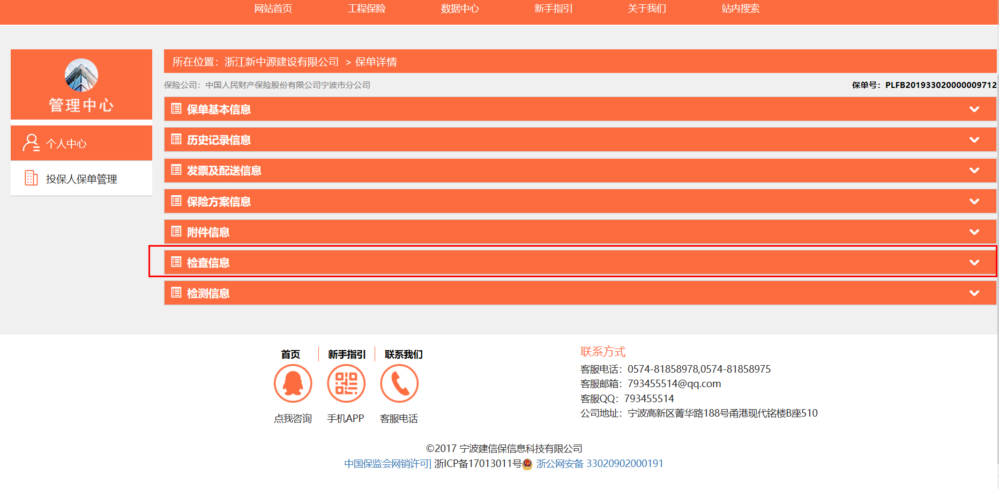 网站首页 工程保险 数据中心 新手指引 关于我们 站内搜索
管理中心
个人中心
投保人保单管理
所在位置：浙江新中源建设有限公司 > 保单详情
保险公司：中国人民财产保险股份有限公司宁波市分公司 保单号：PLFB201933020000009712
保单基本信息
历史记录信息
发票及配送信息
保险方案信息
附件信息
检查信息
检测信息
首页 新手指引 联系我们
点我咨询 手机APP 客服电话
联系方式
客服电话：0574-81858978,0574-81858975
客服邮箱：793455514@qq.com
客服QQ：793455514
公司地址：宁波高新区菁华路188号甬港现代铭楼B座510
©2017 宁波建信保信息科技有限公司
中国保监会网销许可| 浙ICP备17013011号 浙公网安备 33020902000191